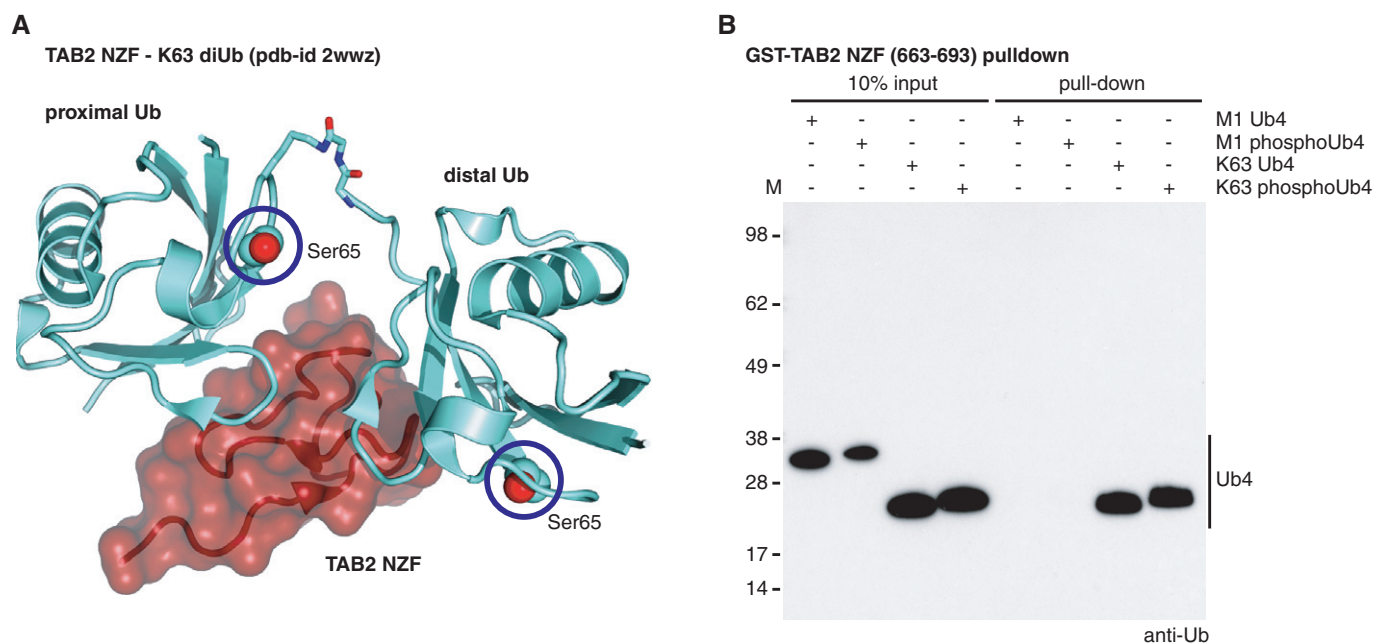 A
TAB2 NZF - K63 diUb (pdb-id 2wwz)
proximal Ub
distal Ub
Ser65
Ser65
TAB2 NZF
B
GST-TAB2 NZF (663-693) pulldown
10% input pull-down
+ - - - + - - - M1 Ub4
- + - - - + - - M1 phosphoUb4
- - + - - - + - K63 Ub4
M - - - + - - - + K63 phosphoUb4
98
62
49
38
28
17
14
Ub4
anti-Ub